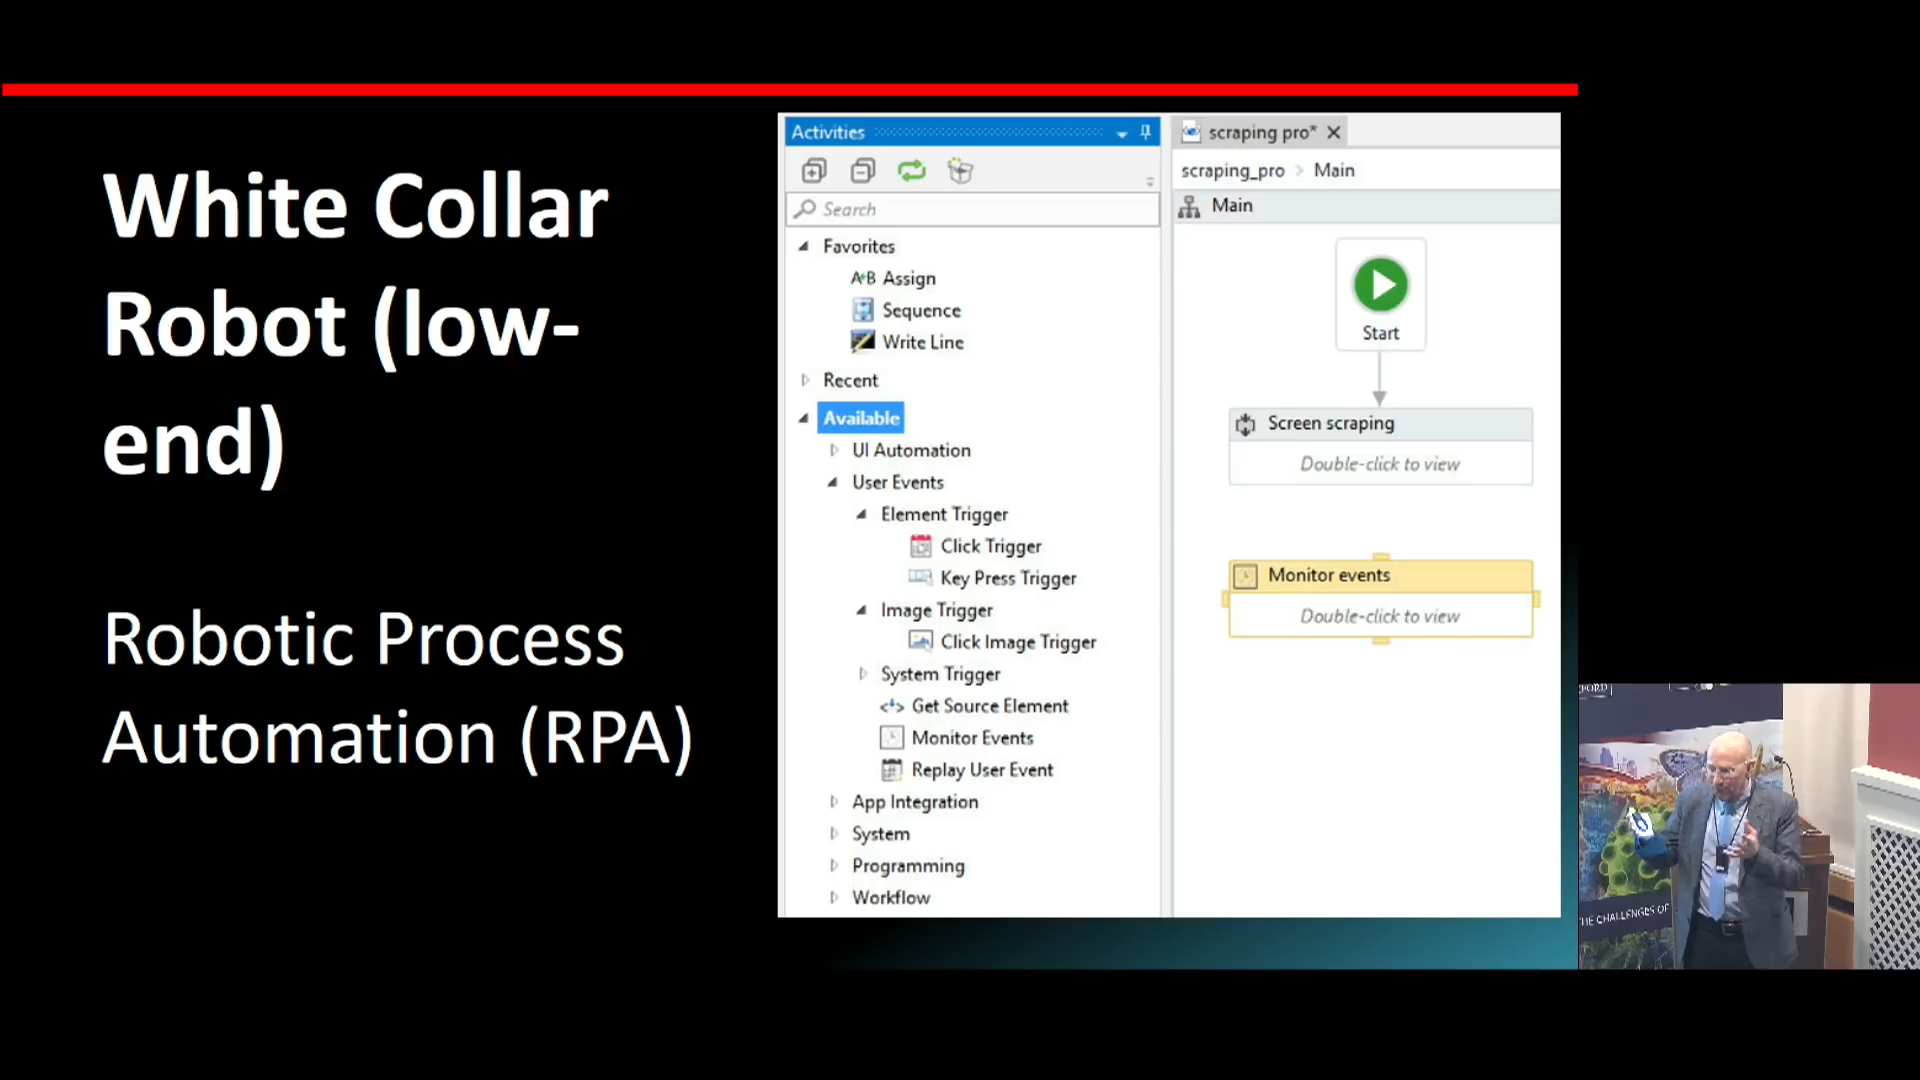 White Collar
Robot (low-
end)
Robotic Process
Automation (RPA)
Activities
Search
Favorites
A+B Assign
Sequence
Write Line
Recent
Available
UI Automation
User Events
Element Trigger
Click Trigger
Key Press Trigger
Image Trigger
Click Image Trigger
System Trigger
Get Source Element
Monitor Events
Replay User Event
App Integration
System
Programming
Workflow
scraping pro*
scraping_pro > Main
Main
Start
Screen scraping
Double-click to view
Monitor events
Double-click to view
THE CHALLENGES OF